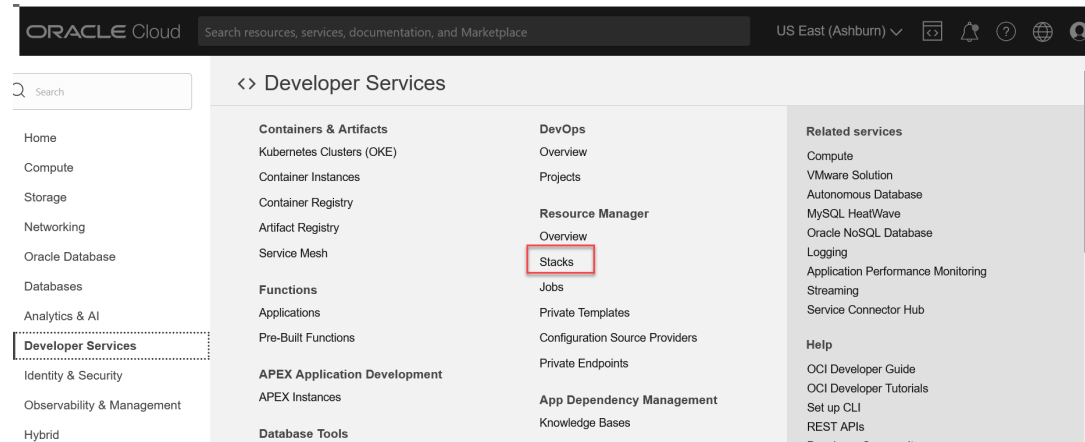 ORACLE Cloud
Search resources, services, documentation, and Marketplace
US East (Ashburn)
Search
Home
Compute
Storage
Networking
Oracle Database
Databases
Analytics & AI
Developer Services
Identity & Security
Observability & Management
Hybrid
Developer Services
Containers & Artifacts
Kubernetes Clusters (OKE)
Container Instances
Container Registry
Artifact Registry
Service Mesh
Functions
Applications
Pre-Built Functions
APEX Application Development
APEX Instances
Database Tools
DevOps
Overview
Projects
Resource Manager
Overview
Stacks
Jobs
Private Templates
Configuration Source Providers
Private Endpoints
App Dependency Management
Knowledge Bases
Related services
Compute
VMware Solution
Autonomous Database
MySQL HeatWave
Oracle NoSQL Database
Logging
Application Performance Monitoring
Streaming
Service Connector Hub
Help
OCI Developer Guide
OCI Developer Tutorials
Set up CLI
REST APIs